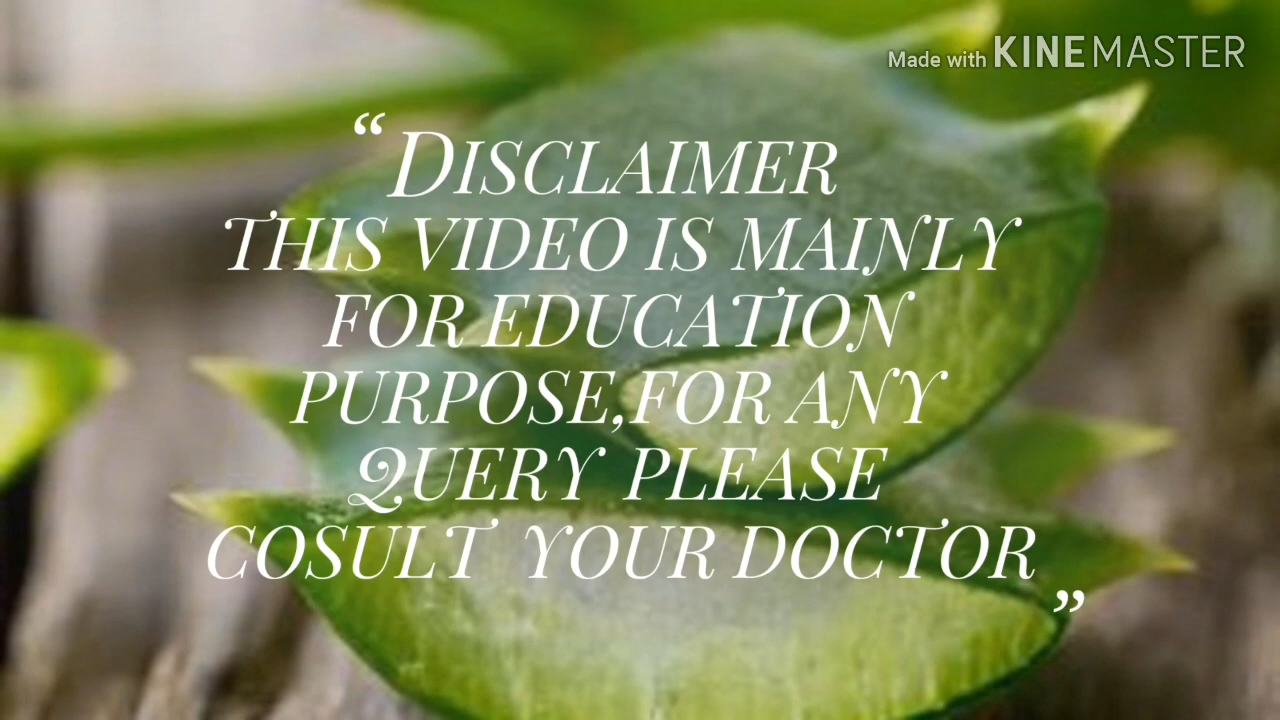 Made with KINEMASTER
“ DISCLAIMER
THIS VIDEO IS MAINLY
FOR EDUCATION
PURPOSE,FOR ANY
QUERY PLEASE
COSULT YOUR DOCTOR ”